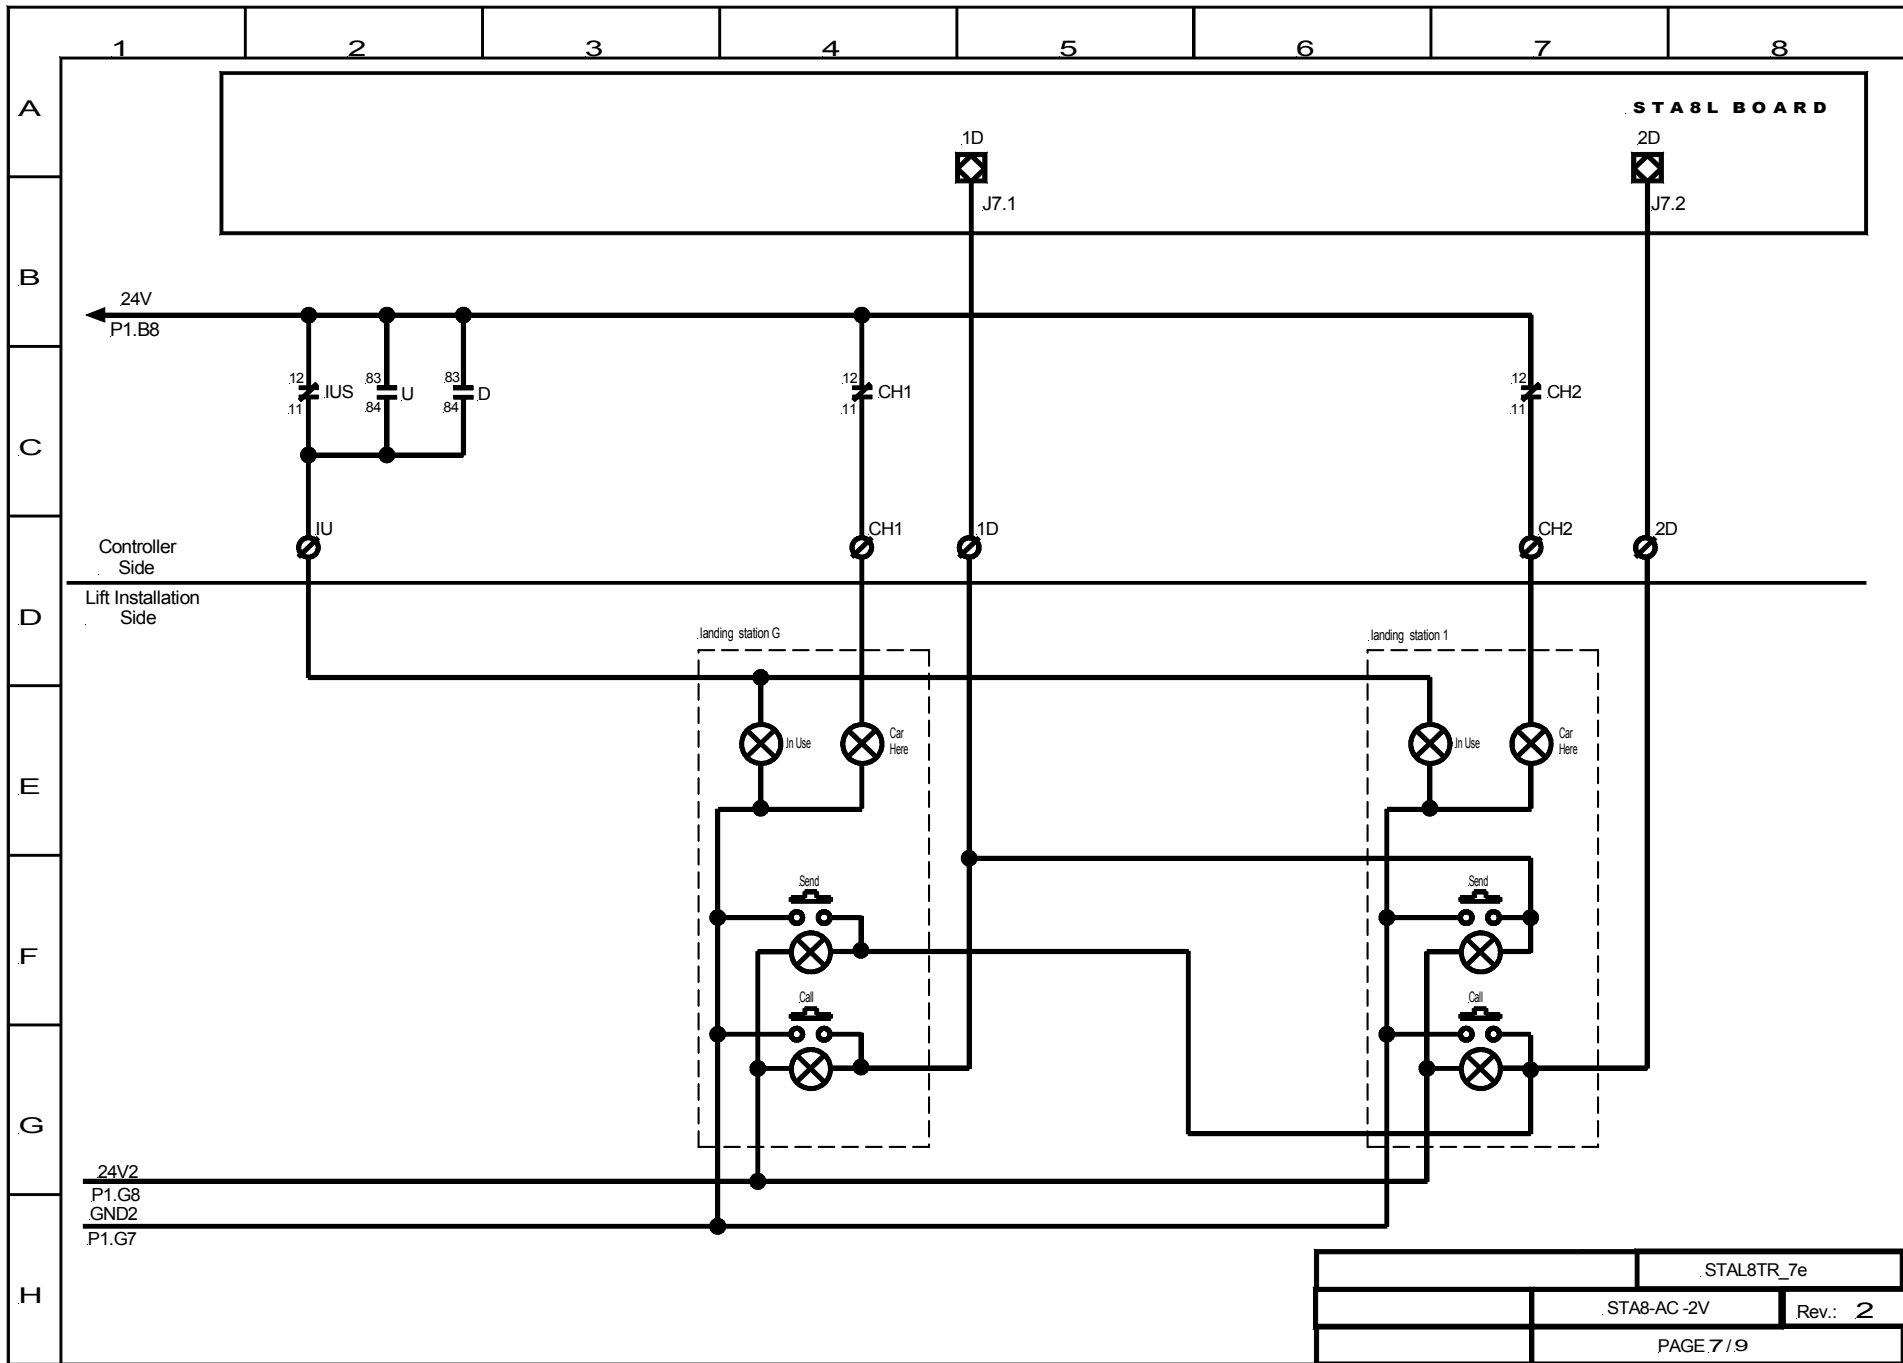 1 2 3 4 5 6 7 8
A
STA8L BOARD
1D 2D
J7.1 J7.2
B
24V
P1.B8
12 83 83 12 12
IUS U D CH1 CH2
11 84 84 11 11
C
IU CH1 1D CH2 2D
Controller
Side
Lift Installation
Side
D
landing station G landing station 1
In Use Car
Here
In Use Car
Here
E
Send Send
F
Call Call
G
24V2
P1.G8
GND2
P1.G7
H
STAL8TR_7e
STA8-AC -2V Rev.: 2
PAGE 7/9